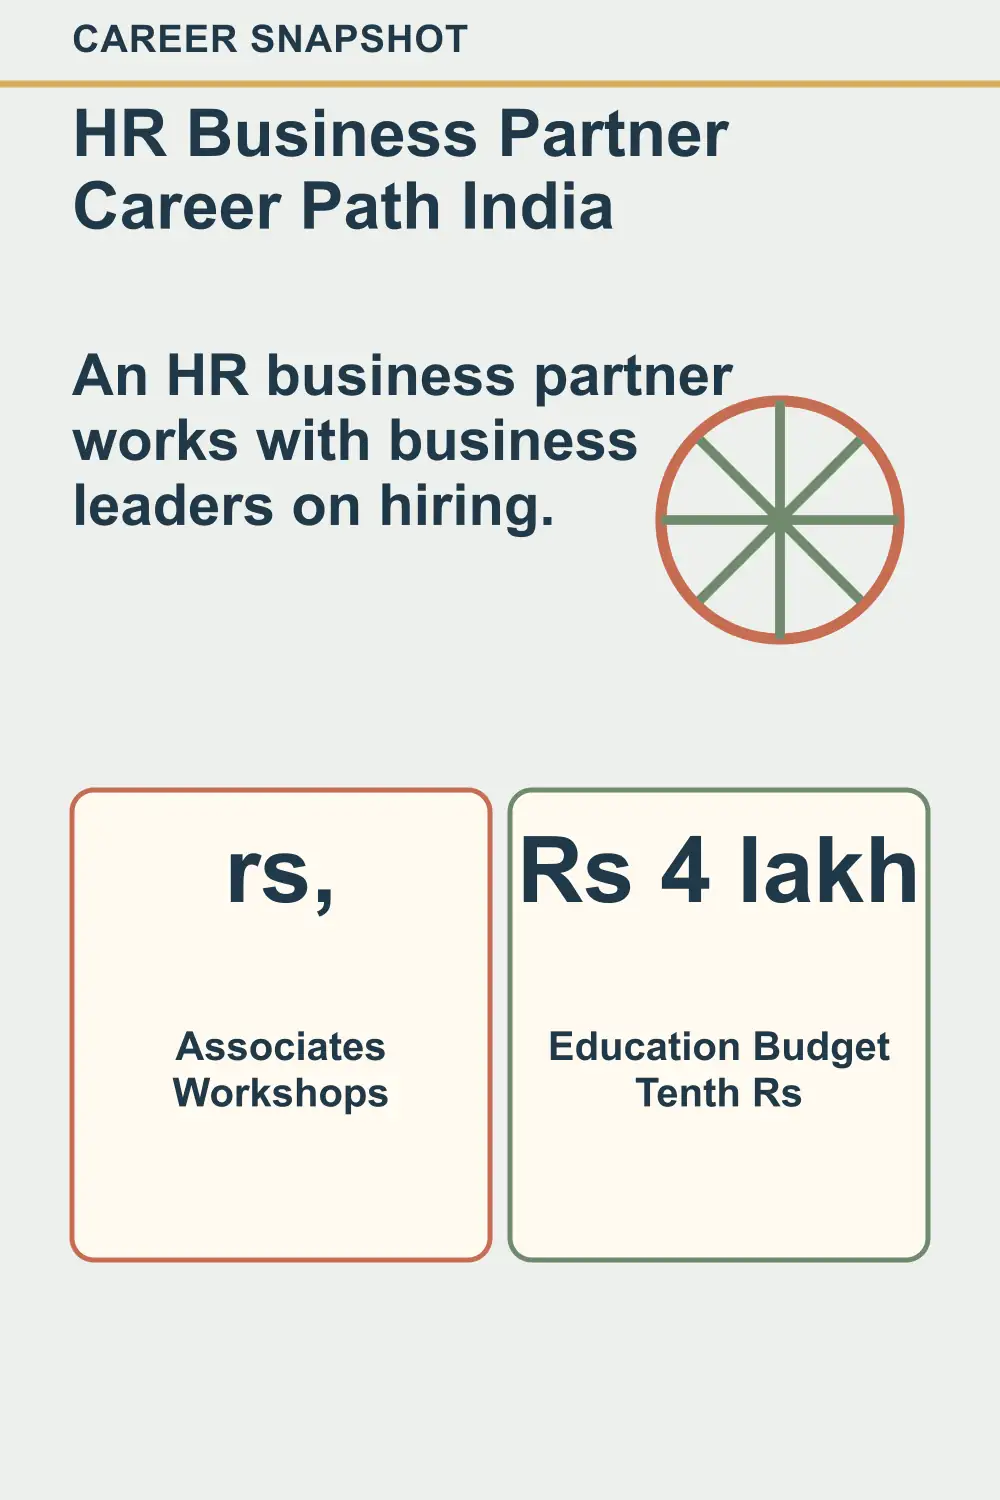 CAREER SNAPSHOT
HR Business Partner
Career Path India
An HR business partner
works with business
leaders on hiring.
rs,
Associates
Workshops
Rs 4 lakh
Education Budget
Tenth Rs